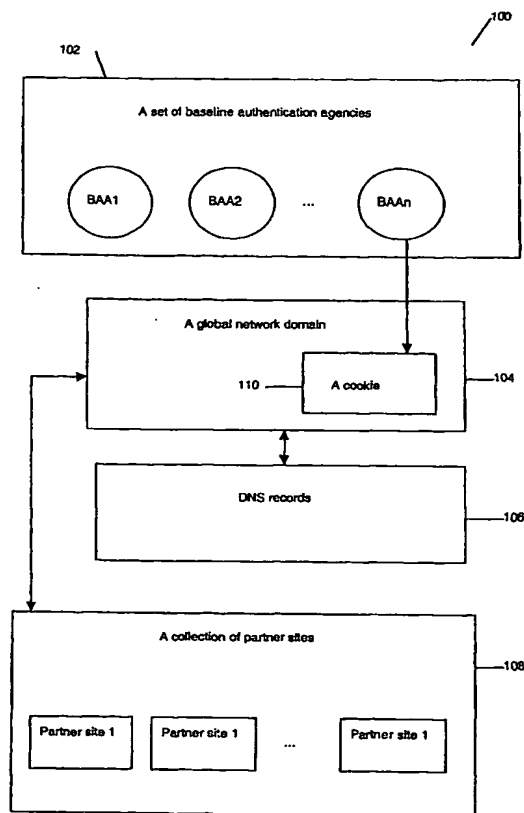 100
102
A set of baseline authentication agencies
BAA1 BAA2 ... BAAn
A global network domain
110 A cookie 104
DNS records
106
A collection of partner sites
108
Partner site 1 Partner site 1 ... Partner site 1